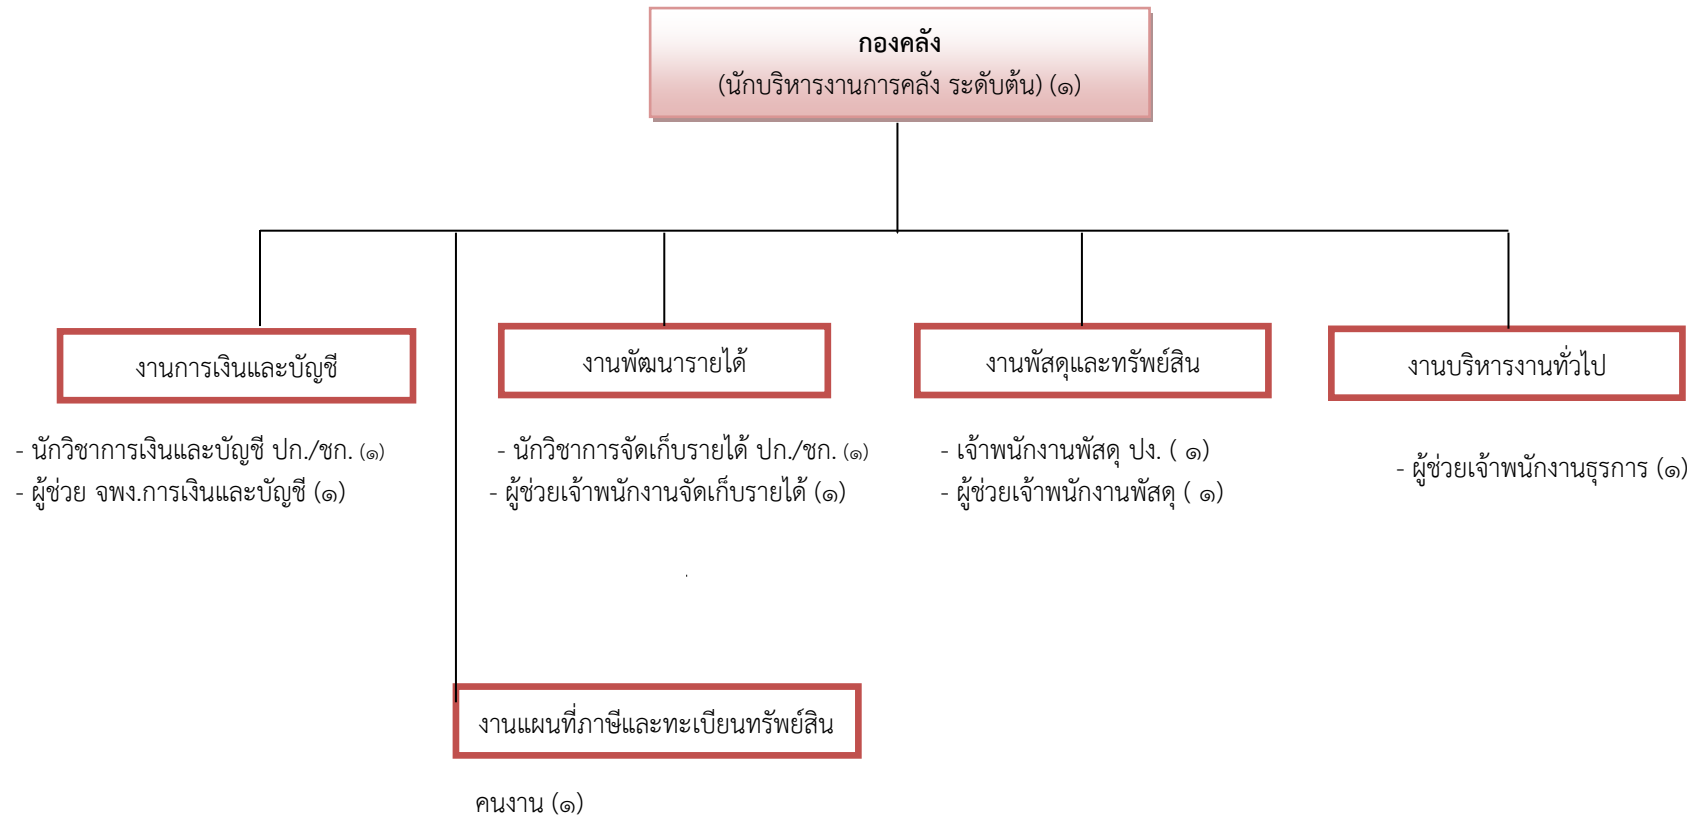 กองคลัง
(นักบริหารงานการคลัง ระดับต้น) (๑)
งานการเงินและบัญชี
- นักวิชาการเงินและบัญชี ปก./ชก. (๑)
- ผู้ช่วย จพง.การเงินและบัญชี (๑)
งานพัฒนารายได้
- นักวิชาการจัดเก็บรายได้ ปก./ชก. (๑)
- ผู้ช่วยเจ้าพนักงานจัดเก็บรายได้ (๑)
งานพัสดุและทรัพย์สิน
- เจ้าพนักงานพัสดุ ปง. ( ๑)
- ผู้ช่วยเจ้าพนักงานพัสดุ ( ๑)
งานบริหารงานทั่วไป
- ผู้ช่วยเจ้าพนักงานธุรการ (๑)
งานแผนที่ภาษีและทะเบียนทรัพย์สิน
คนงาน (๑)